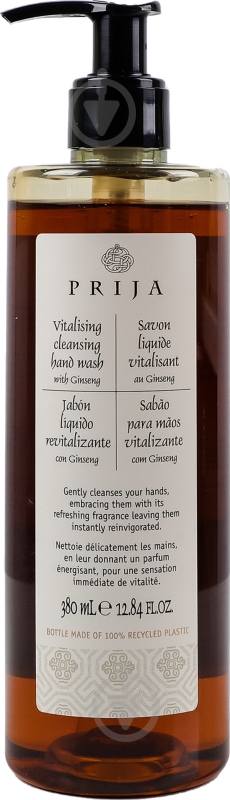 PRIJA
Vitalising
cleansing
hand wash
with Ginseng
Savon
liquide
vitalisant
au Ginseng
Jabón
líquido
revitalizante
con Ginseng
Sabão
para mãos
vitalizante
com Ginseng
Gently cleanses your hands,
embracing them with its
refreshing fragrance leaving them
instantly reinvigorated.
Nettoie délicatement les mains,
en leur donnant un parfum
énergisant, pour une sensation
immédiate de vitalité.
380 mL ℮ 12.84 FL.OZ.
BOTTLE MADE OF 100% RECYCLED PLASTIC